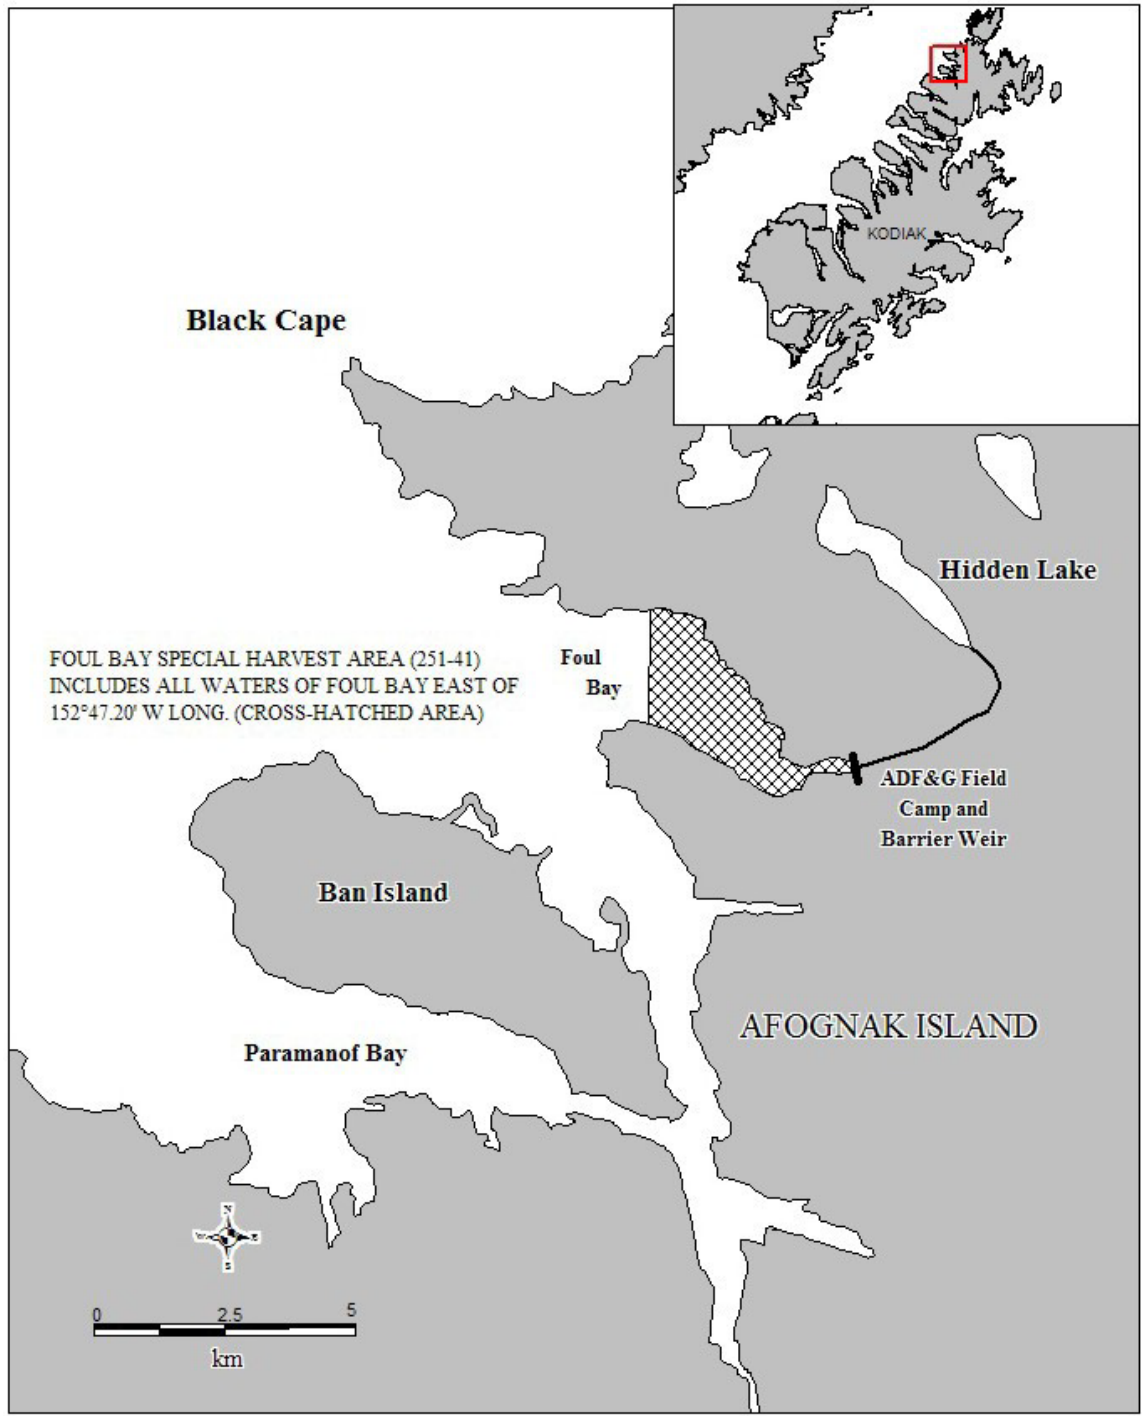 KODIAK
Black Cape
Hidden Lake
Foul
Bay
FOUL BAY SPECIAL HARVEST AREA (251-41)
INCLUDES ALL WATERS OF FOUL BAY EAST OF
152°47.20' W LONG. (CROSS-HATCHED AREA)
ADF&G Field
Camp and
Barrier Weir
Ban Island
AFOGNAK ISLAND
Paramanof Bay
N
W E
S
0 2.5 5
km